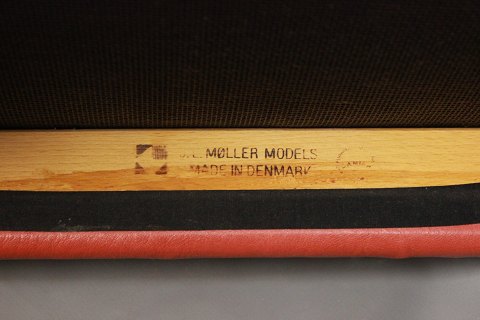 J.L. MØLLER MODELS
MADE IN DENMARK